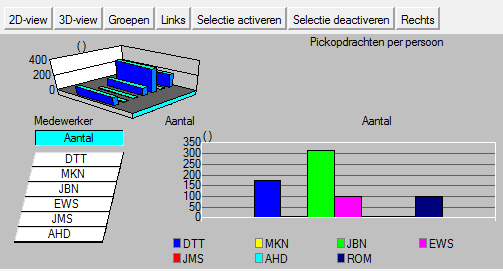 2D-view 3D-view Groepen Links Selectie activeren Selectie deactiveren Rechts
Pickopdrachten per persoon
()
400
200
0
Medewerker Aantal Aantal
Aantal
DTT
MKN
JBN
EWS
JMS
AHD
()
350
300
250
200
150
100
50
0
DTT MKN JBN EWS
JMS AHD ROM